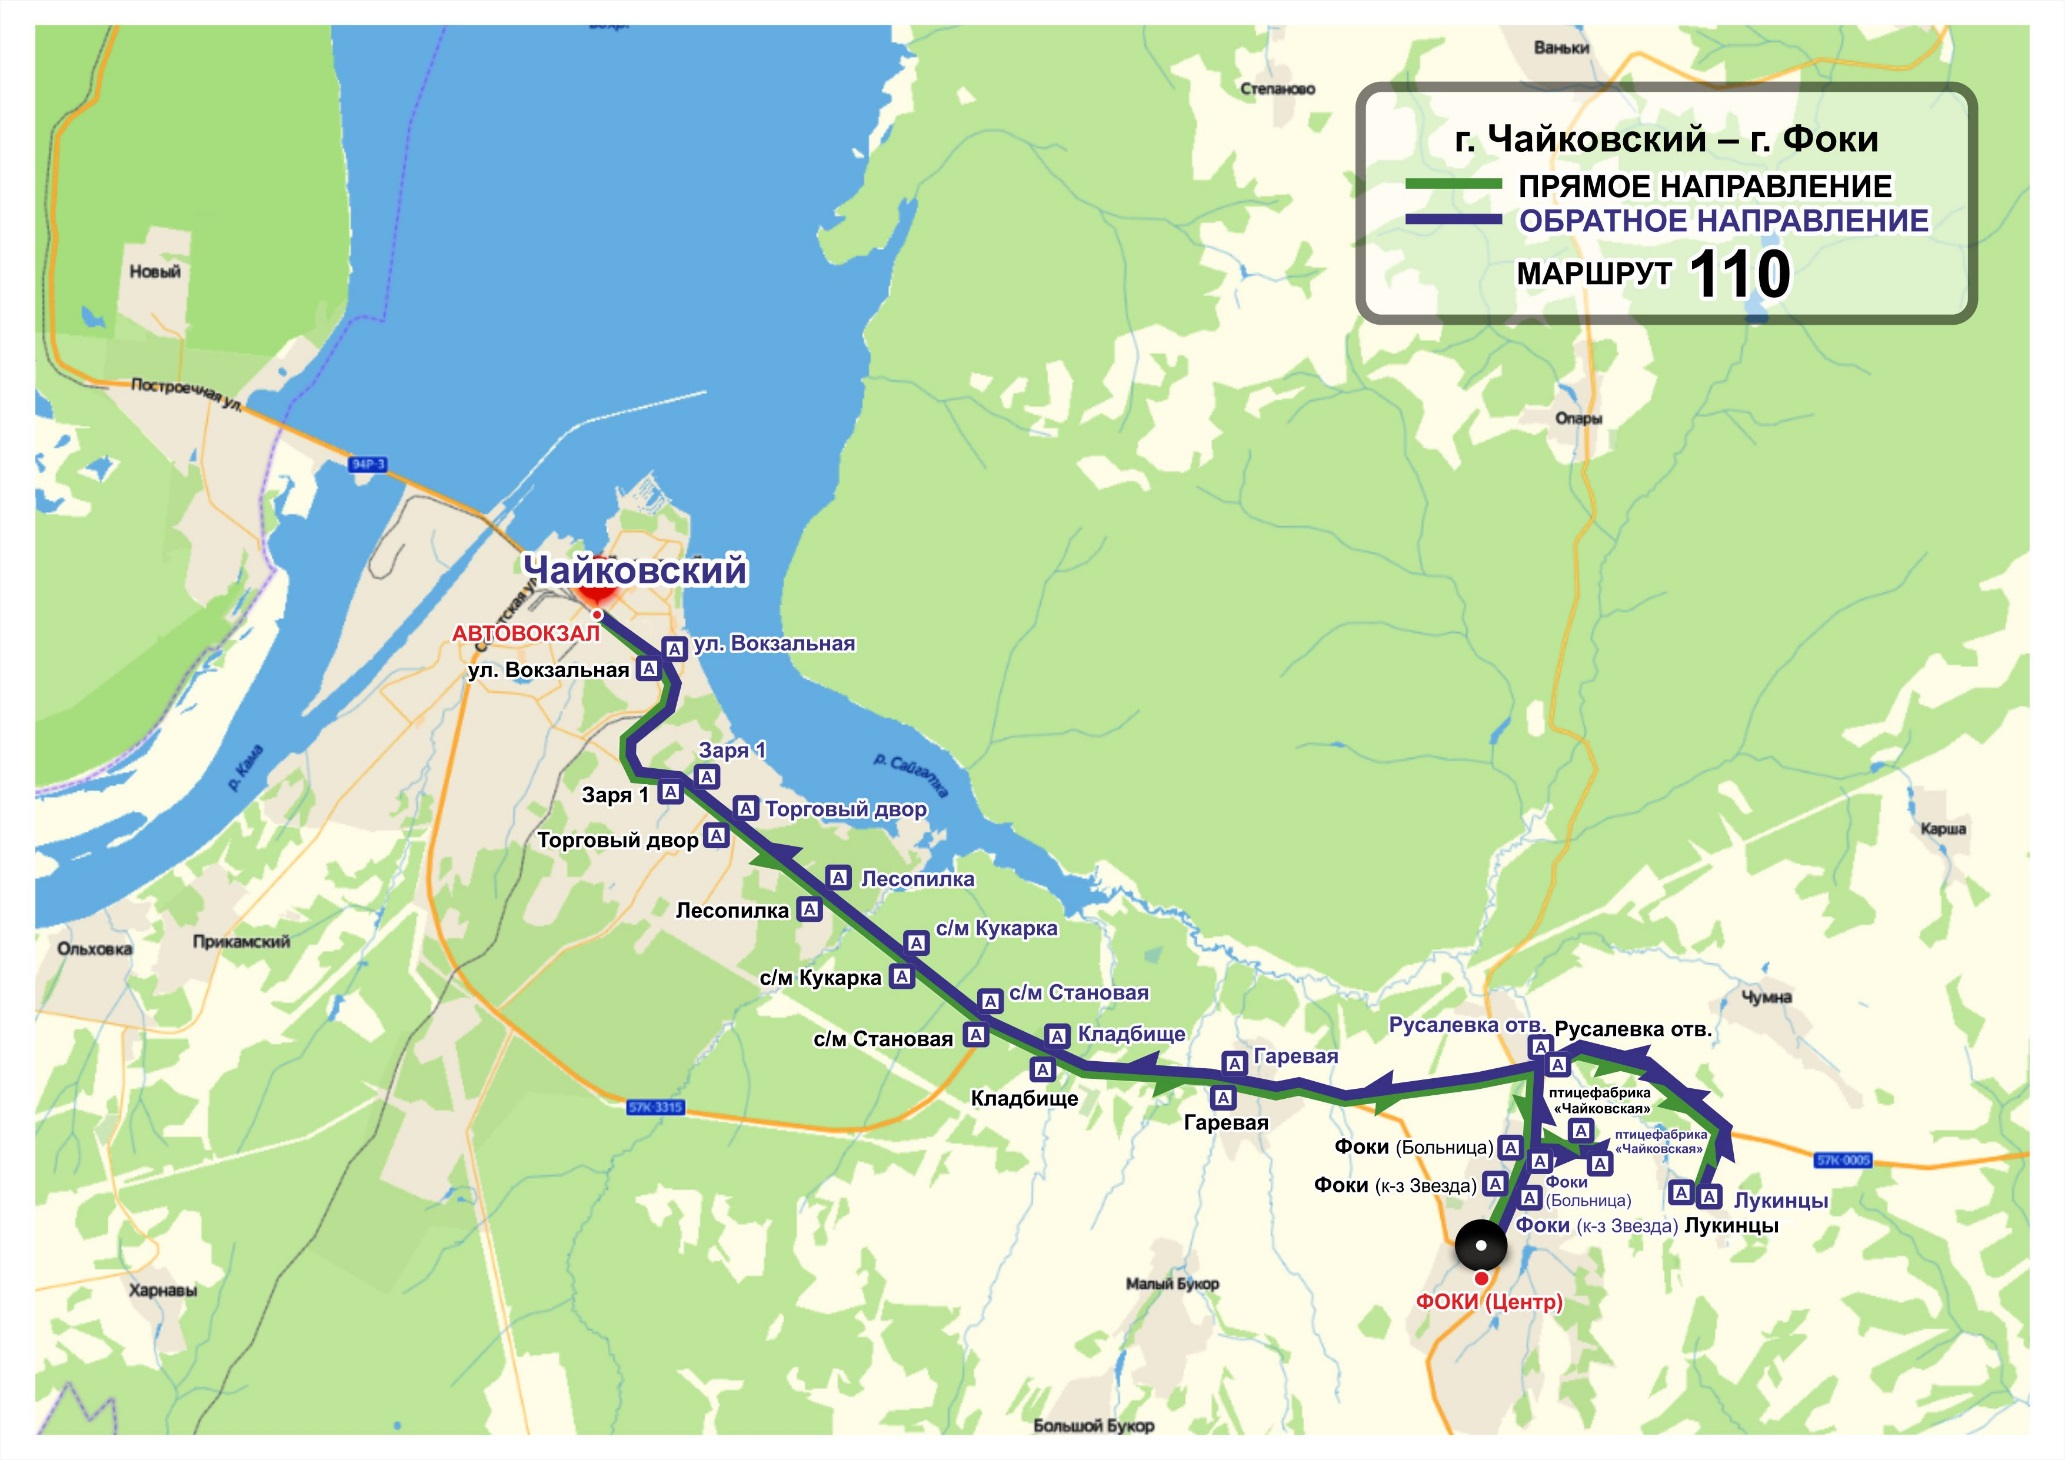 Ваньки
Степаново
г. Чайковский – г. Фоки
ПРЯМОЕ НАПРАВЛЕНИЕ
ОБРАТНОЕ НАПРАВЛЕНИЕ
МАРШРУТ 110
Новый
Построечная ул.
Опары
94Р-3
Чайковский
АВТОВОКЗАЛ
ул. Вокзальная
ул. Вокзальная
р. Кама
р. Сайгатка
Заря 1
Заря 1
Торговый двор
Торговый двор
Карша
Лесопилка
Лесопилка
Ольховка
Прикамский
с/м Кукарка
с/м Кукарка
с/м Становая
с/м Становая
Чумна
Кладбище
Кладбище
Русалевка отв.
Русалевка отв.
Гаревая
Гаревая
57К-3315
птицефабрика
«Чайковская»
птицефабрика
«Чайковская»
57К-0005
Фоки (Больница)
Фоки (к-з Звезда)
Фоки
(Больница)
Фоки (к-з Звезда)
Лукинцы
Лукинцы
Харнавы
Малый Букор
ФОКИ (Центр)
Большой Букор